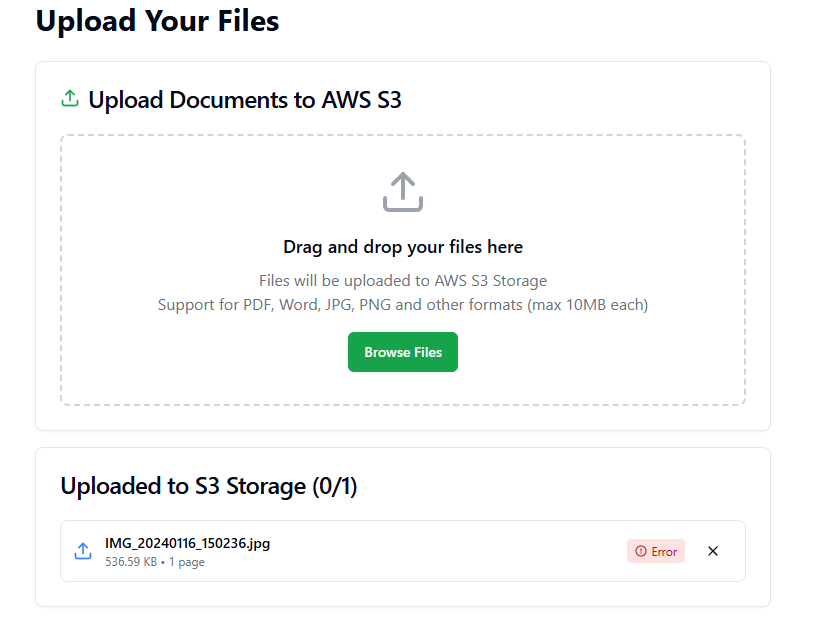 Upload Your Files
Upload Documents to AWS S3
Drag and drop your files here
Files will be uploaded to AWS S3 Storage
Support for PDF, Word, JPG, PNG and other formats (max 10MB each)
Browse Files
Uploaded to S3 Storage (0/1)
IMG_20240116_150236.jpg
Error
536.59 KB • 1 page